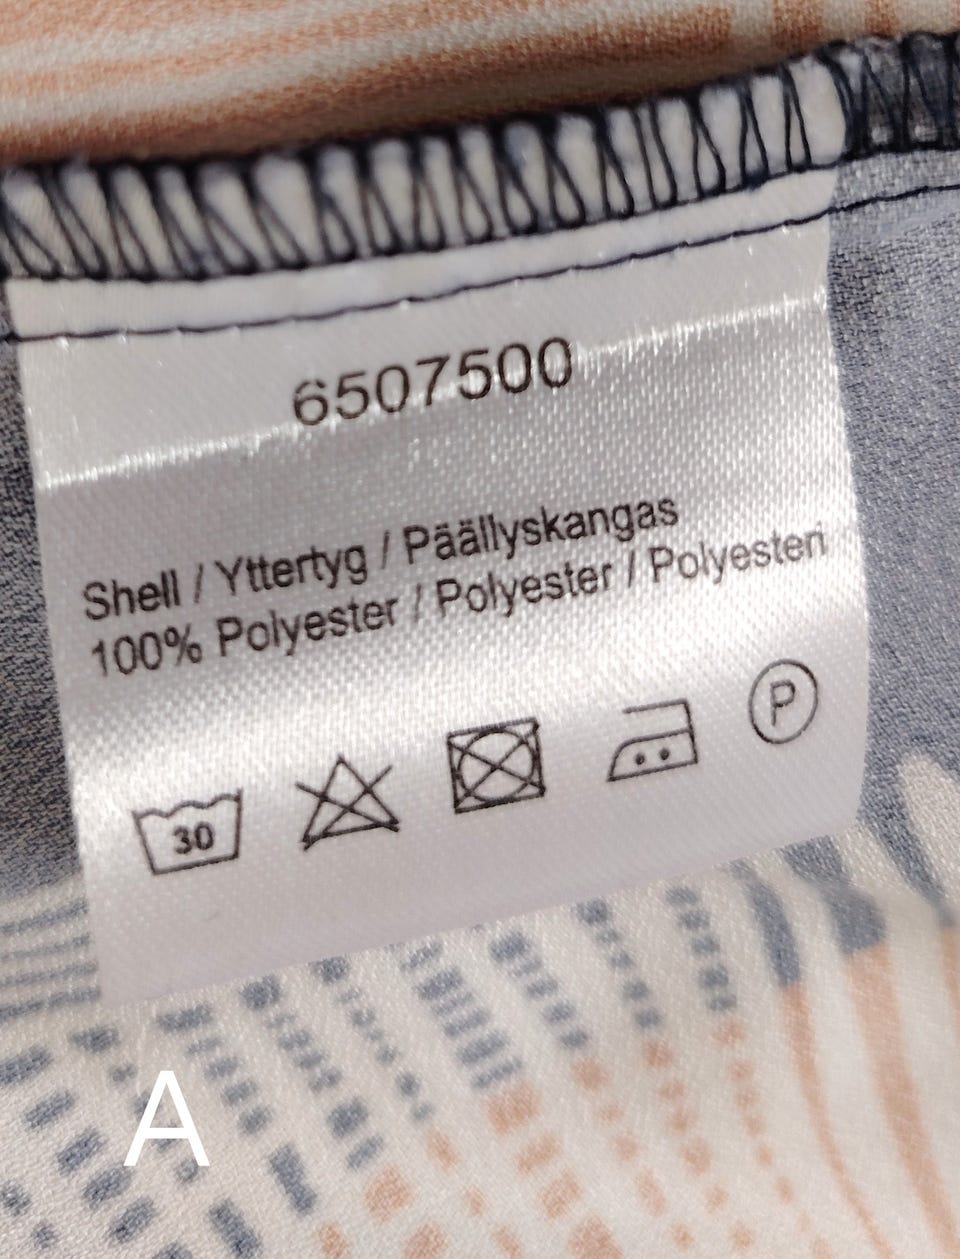 6507500
Shell / Yttertyg / Päällyskangas
100% Polyester / Polyester / Polyesteri
30 P
A